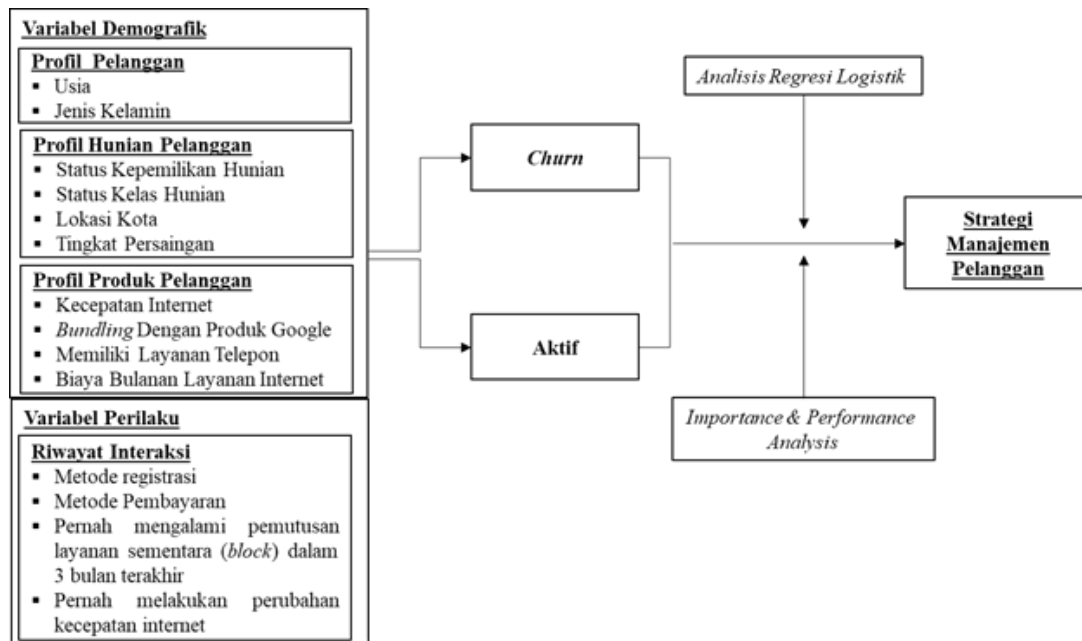 Variabel Demografik
Profil Pelanggan
▪ Usia
▪ Jenis Kelamin
Profil Hunian Pelanggan
▪ Status Kepemilikan Hunian
▪ Status Kelas Hunian
▪ Lokasi Kota
▪ Tingkat Persaingan
Profil Produk Pelanggan
▪ Kecepatan Internet
▪ Bundling Dengan Produk Google
▪ Memiliki Layanan Telepon
▪ Biaya Bulanan Layanan Internet
Variabel Perilaku
Riwayat Interaksi
▪ Metode registrasi
▪ Metode Pembayaran
▪ Pernah mengalami pemutusan
layanan sementara (block) dalam
3 bulan terakhir
▪ Pernah melakukan perubahan
kecepatan internet
Churn
Aktif
Analisis Regresi Logistik
Importance & Performance
Analysis
Strategi
Manajemen
Pelanggan